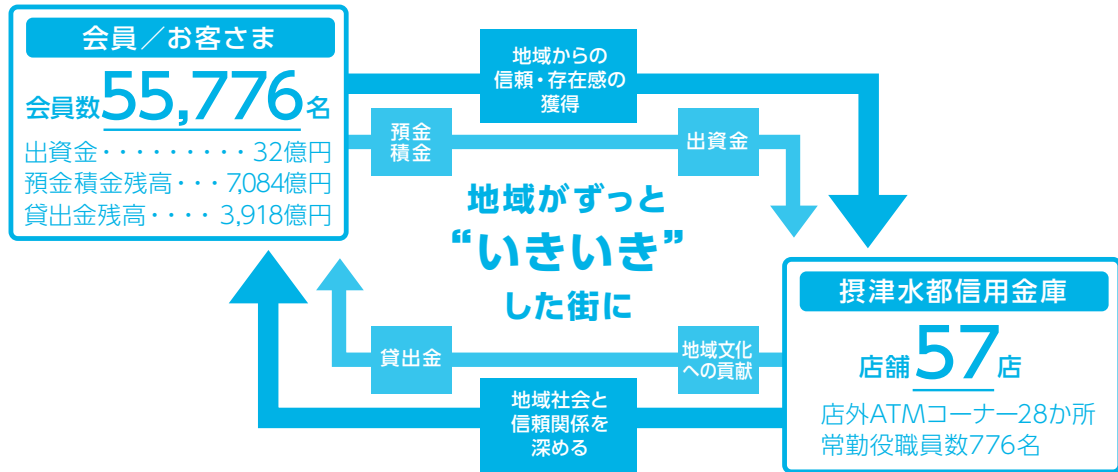 会員／お客さま
会員数55,776名
出資金・・・・・・・・・32億円
預金積金残高・・・7,084億円
貸出金残高・・・・3,918億円
地域からの
信頼・存在感の
獲得
預金
積金
出資金
地域がずっと
“いきいき”
した街に
貸出金
地域文化
への貢献
地域社会と
信頼関係を
深める
摂津水都信用金庫
店舗57店
店外ATMコーナー28か所
常勤役職員数776名